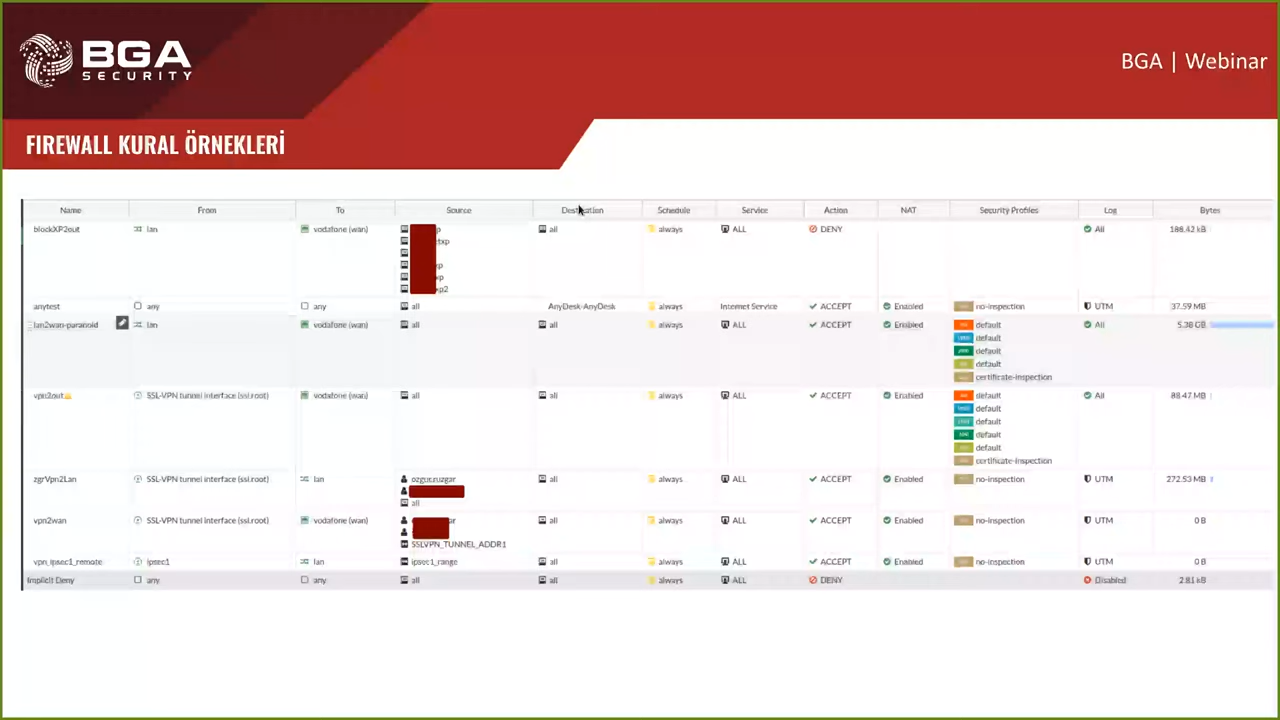 BGA
SECURITY
BGA | Webinar
FIREWALL KURAL ÖRNEKLERİ
Name From To Source Destination Schedule Service Action NAT Security Profiles Log Bytes
blockXP2out lan vodafone (wan) p all always ALL DENY All 188.42 kB
txp
p
p
p2
anytest any any all AnyDesk-AnyDesk always Internet Service ACCEPT Enabled no-inspection UTM 37.59 MB
lan2wan-paranoid lan vodafone (wan) all all always ALL ACCEPT Enabled default All 5.38 GB
default
default
default
certificate-inspection
vpn2out SSL-VPN tunnel interface (ssl.root) vodafone (wan) all all always ALL ACCEPT Enabled default All 88.47 MB
default
default
default
default
certificate-inspection
zgrVpn2Lan SSL-VPN tunnel interface (ssl.root) lan all always ALL ACCEPT Enabled no-inspection UTM 272.53 MB
all
vpn2wan SSL-VPN tunnel interface (ssl.root) vodafone (wan) ar all always ALL ACCEPT Enabled no-inspection UTM 0 B
SSLVPN_TUNNEL_ADDR1
vpn_ipsec1_remote ipsec1 lan ipsec1_range all always ALL ACCEPT Enabled no-inspection UTM 0 B
Implicit Deny any any all all always ALL DENY Disabled 2.81 kB